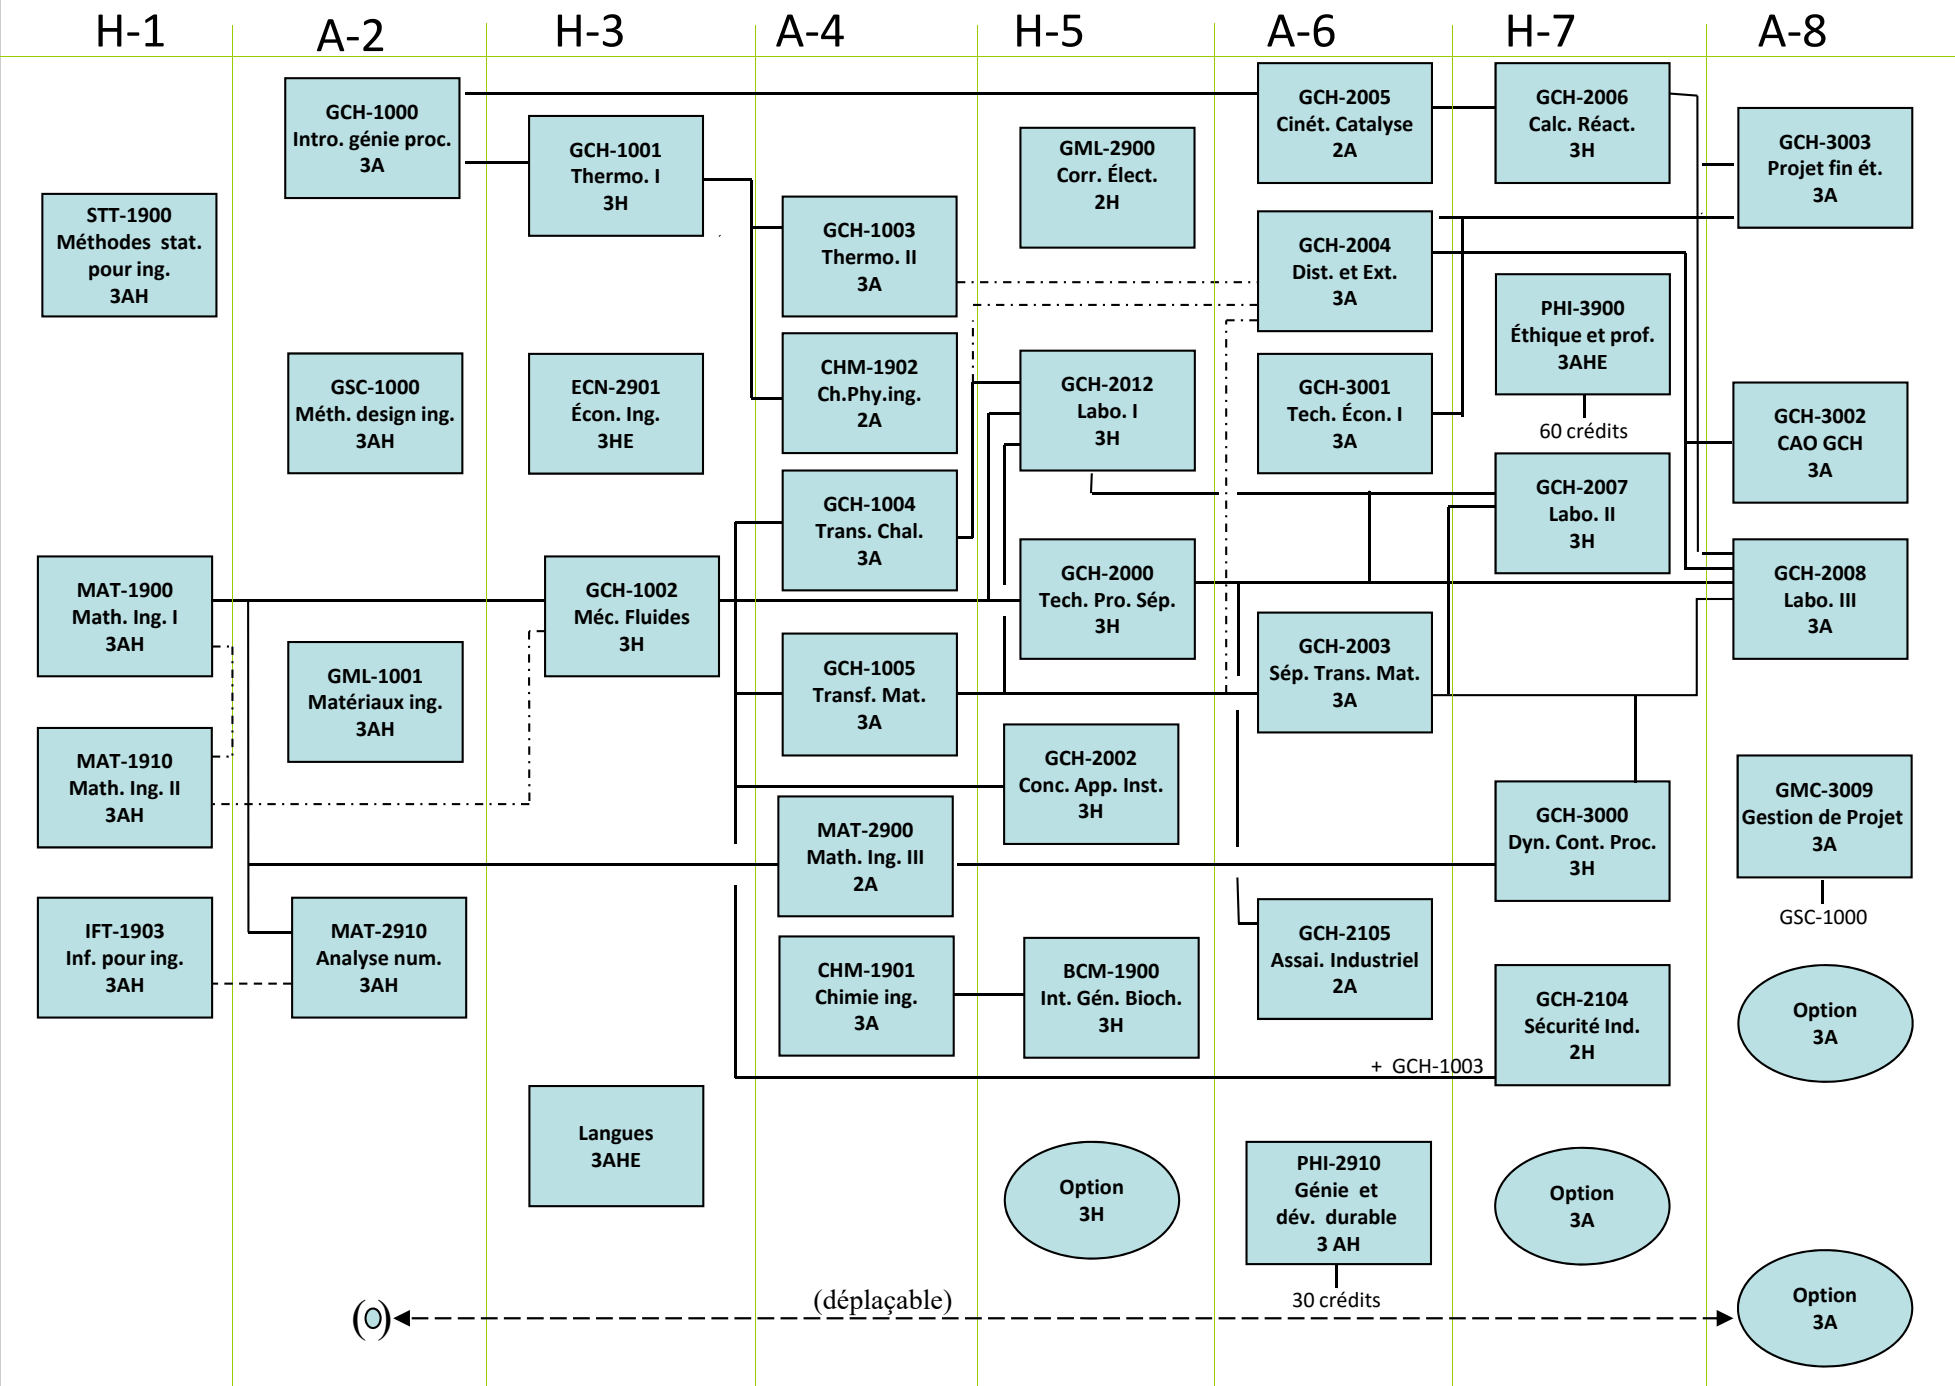 H-1
A-2
H-3
A-4
H-5
A-6
H-7
A-8
STT-1900
Méthodes stat.
pour ing.
3AH
MAT-1900
Math. Ing. I
3AH
MAT-1910
Math. Ing. II
3AH
IFT-1903
Inf. pour ing.
3AH
GCH-1000
Intro. génie proc.
3A
GSC-1000
Méth. design ing.
3AH
GML-1001
Matériaux ing.
3AH
MAT-2910
Analyse num.
3AH
GCH-1001
Thermo. I
3H
ECN-2901
Écon. Ing.
3HE
GCH-1002
Méc. Fluides
3H
Langues
3AHE
GCH-1003
Thermo. II
3A
CHM-1902
Ch.Phy.ing.
2A
GCH-1004
Trans. Chal.
3A
GCH-1005
Transf. Mat.
3A
MAT-2900
Math. Ing. III
2A
CHM-1901
Chimie ing.
3A
GML-2900
Corr. Élect.
2H
GCH-2012
Labo. I
3H
GCH-2000
Tech. Pro. Sép.
3H
GCH-2002
Conc. App. Inst.
3H
BCM-1900
Int. Gén. Bioch.
3H
Option
3H
GCH-2005
Cinét. Catalyse
2A
GCH-2004
Dist. et Ext.
3A
GCH-3001
Tech. Écon. I
3A
GCH-2003
Sép. Trans. Mat.
3A
GCH-2105
Assai. Industriel
2A
PHI-2910
Génie et
dév. durable
3 AH
30 crédits
GCH-2006
Calc. Réact.
3H
PHI-3900
Éthique et prof.
3AHE
60 crédits
GCH-2007
Labo. II
3H
GCH-3000
Dyn. Cont. Proc.
3H
GCH-2104
Sécurité Ind.
2H
+ GCH-1003
Option
3A
GCH-3003
Projet fin ét.
3A
GCH-3002
CAO GCH
3A
GCH-2008
Labo. III
3A
GMC-3009
Gestion de Projet
3A
GSC-1000
Option
3A
Option
3A
( )
(déplaçable)